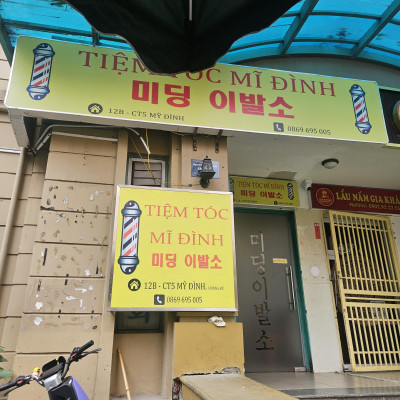 TIỆM TÓC MĨ ĐÌNH
미딩 이발소
12B - CT5 MỸ ĐÌNH
0869 695 005
TIỆM TÓC
MĨ ĐÌNH
미딩 이발소
12B - CT5 MỸ ĐÌNH,
0869 695 005
TIỆM TÓC MĨ ĐÌNH
미딩 이발소
미딩이발소
LẨU NẤM GIA KHÁ